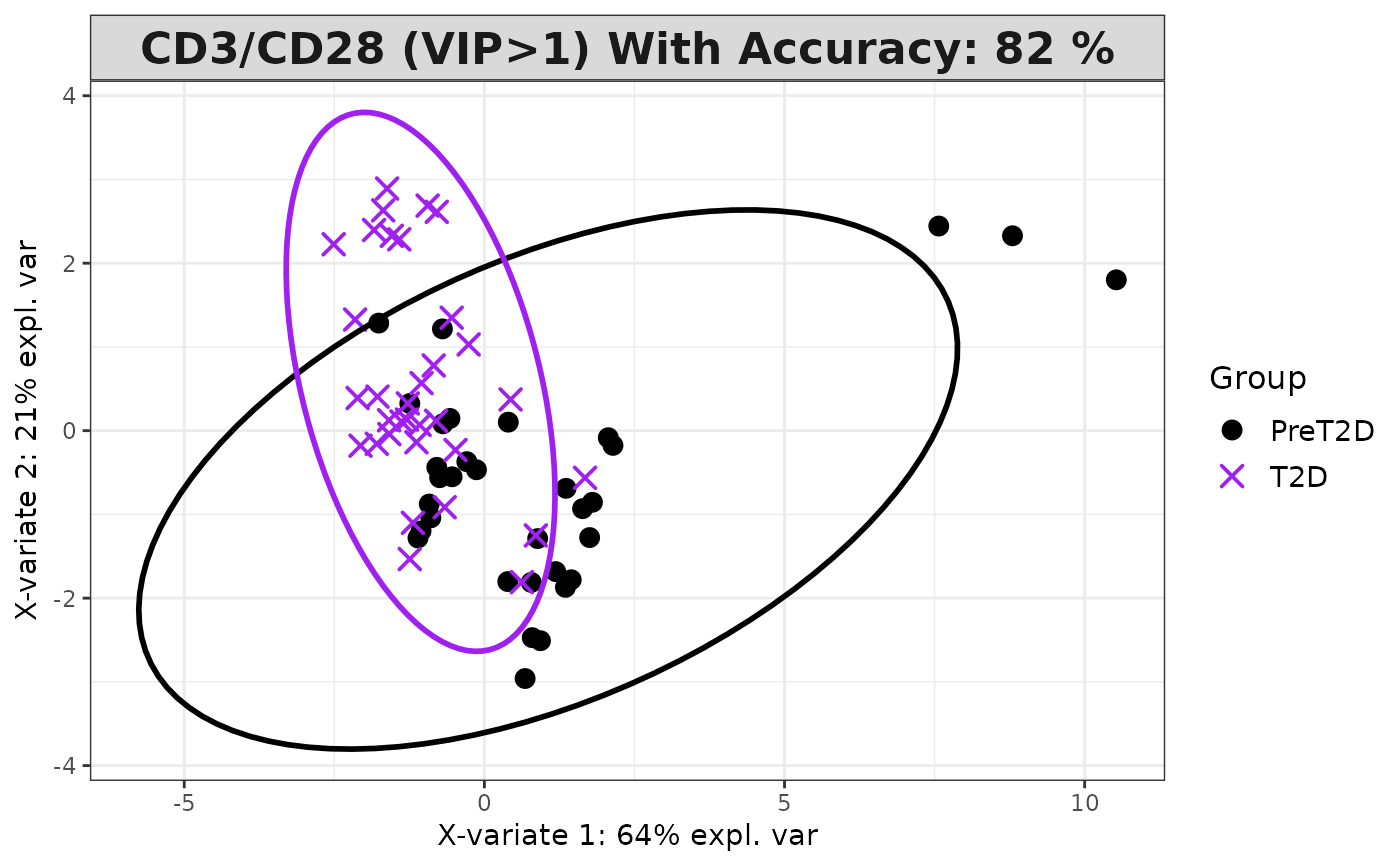 CD3/CD28 (VIP>1) With Accuracy: 82 %
4
2
0
-2
-4
X-variate 2: 21% expl. var
-5
0
5
10
X-variate 1: 64% expl. var
Group
PreT2D
T2D